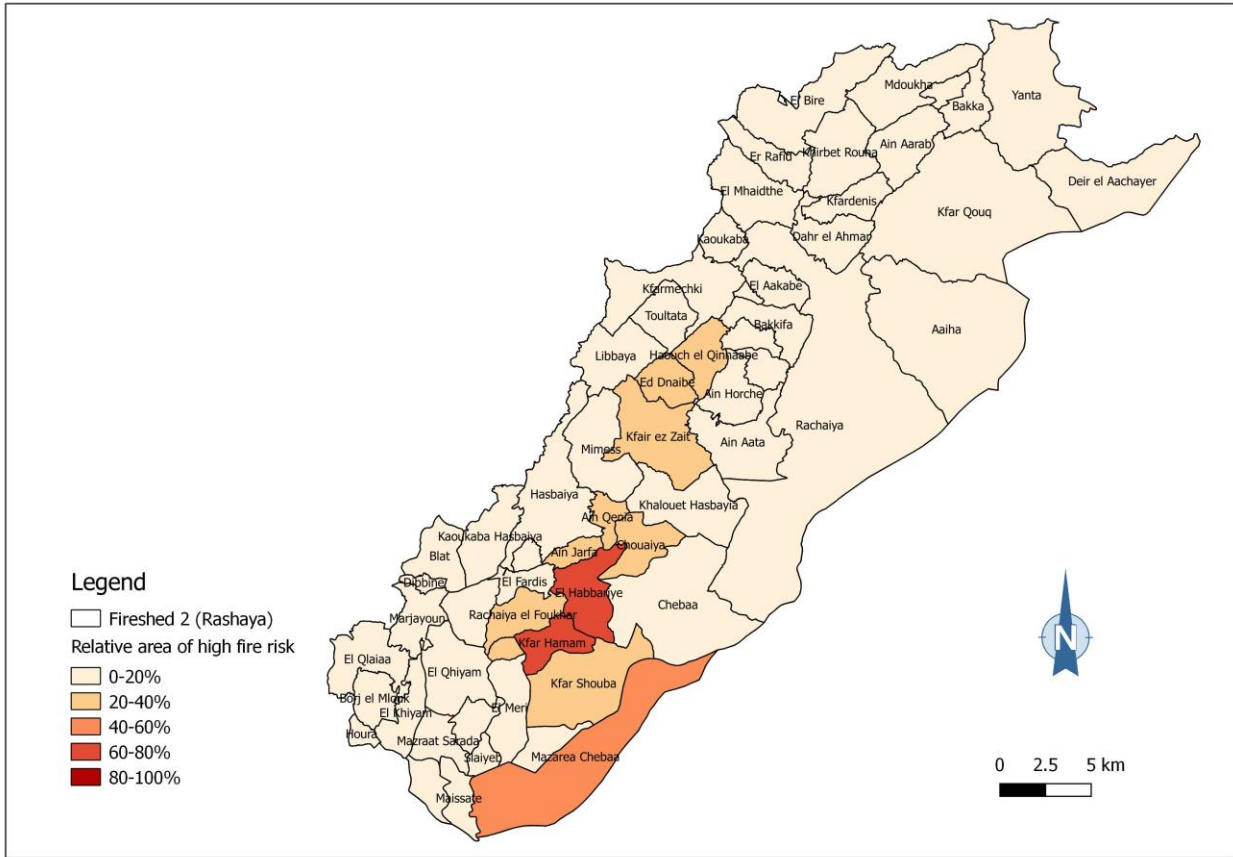 Mdoukha
Yanta
El Bire
Bakka
Ain Aarab
Khirbet Rouha
Er Rafid
Deir el Aachayer
El Mhaidthe
Kfardenis
Kfar Qouq
Dahr el Ahmar
Kaoukaba
El Aakabe
Kfarmechki
Toultata
Bakkifa
Aaiha
Libbaya
Haouch el Qinnaabe
Ed Dnaibe
Ain Horche
Rachaiya
Kfair ez Zait
Ain Aata
Mimess
Hasbaiya
Khalouet Hasbayia
Ain Qenia
Kaoukaba Hasbaiya
Chouaiya
Blat
Ain Jarfa
Dibbine
El Fardis
El Habbariye
Chebaa
Marjayoun
Rachaiya el Foukhar
Kfar Hamam
El Qlaiaa
El Qhiyam
Kfar Shouba
Borj el Mlouk
El Khiyam
El Meri
Houra
Mazraat Sarada
Slaiyeb
Mazarea Chebaa
Maissate
Legend
Fireshed 2 (Rashaya)
Relative area of high fire risk
0-20%
20-40%
40-60%
60-80%
80-100%
N
0 2.5 5 km